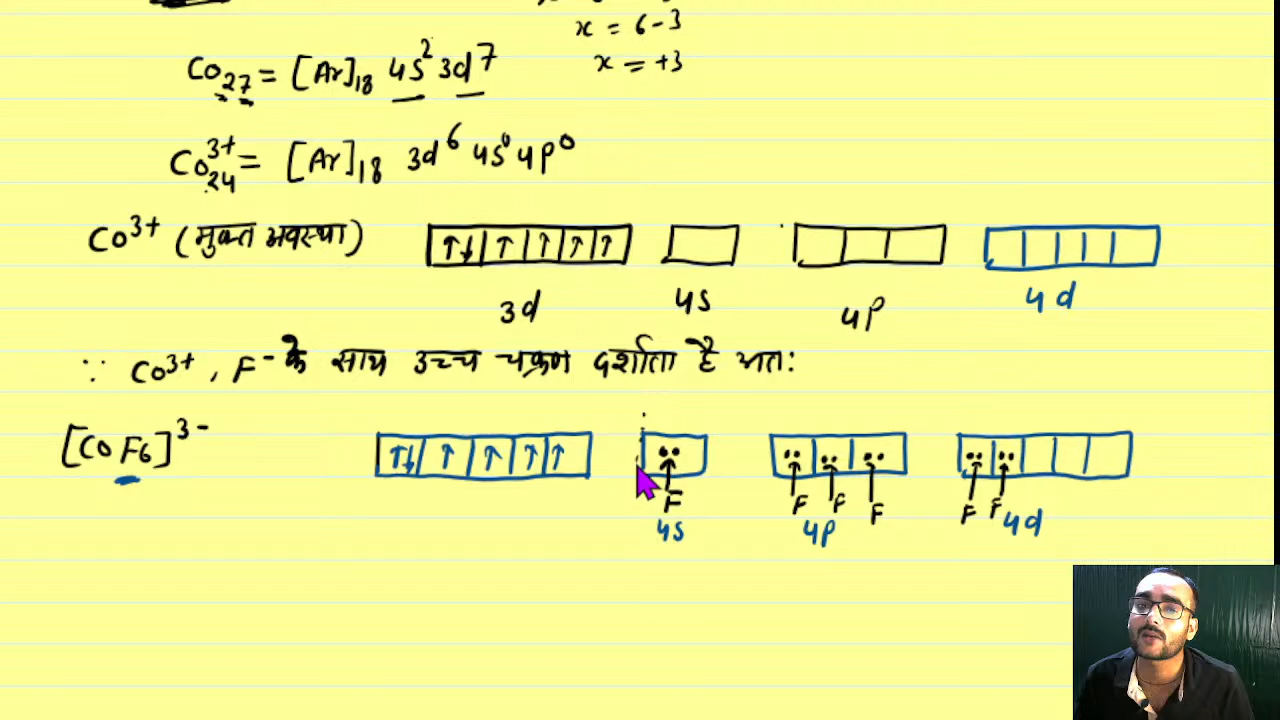 x = 6-3
x = +3
Co27 = [Ar]18 4s² 3d⁷
Co³⁺24 = [Ar]18 3d⁶ 4s⁰ 4p⁰
Co³⁺ (मुक्त अवस्था)
3d 4s 4p 4d
∵ Co³⁺, F⁻ के साथ उच्च चक्रण दर्शाता है अतः
[CoF6]³⁻
F F F F F F
4s 4p 4d